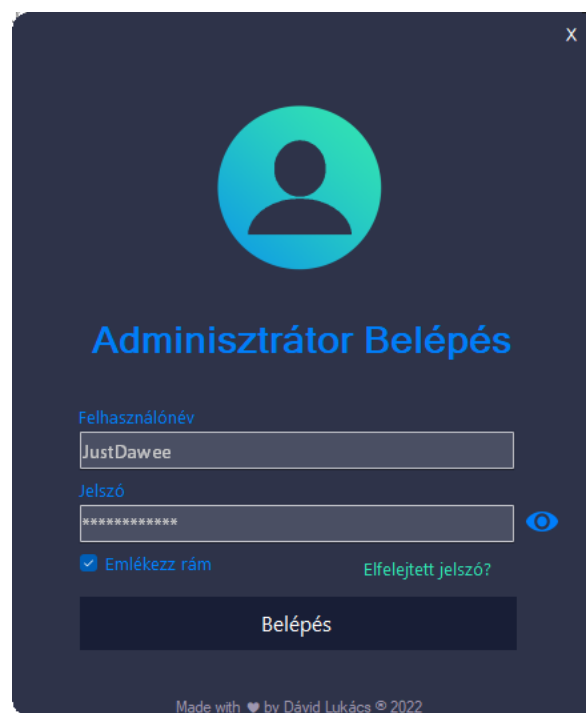 X
Adminisztrátor Belépés
Felhasználónév
JustDawee
Jelszó
************
Emlékezz rám
Elfelejtett jelszó?
Belépés
Made with ♥ by Dávid Lukács ® 2022